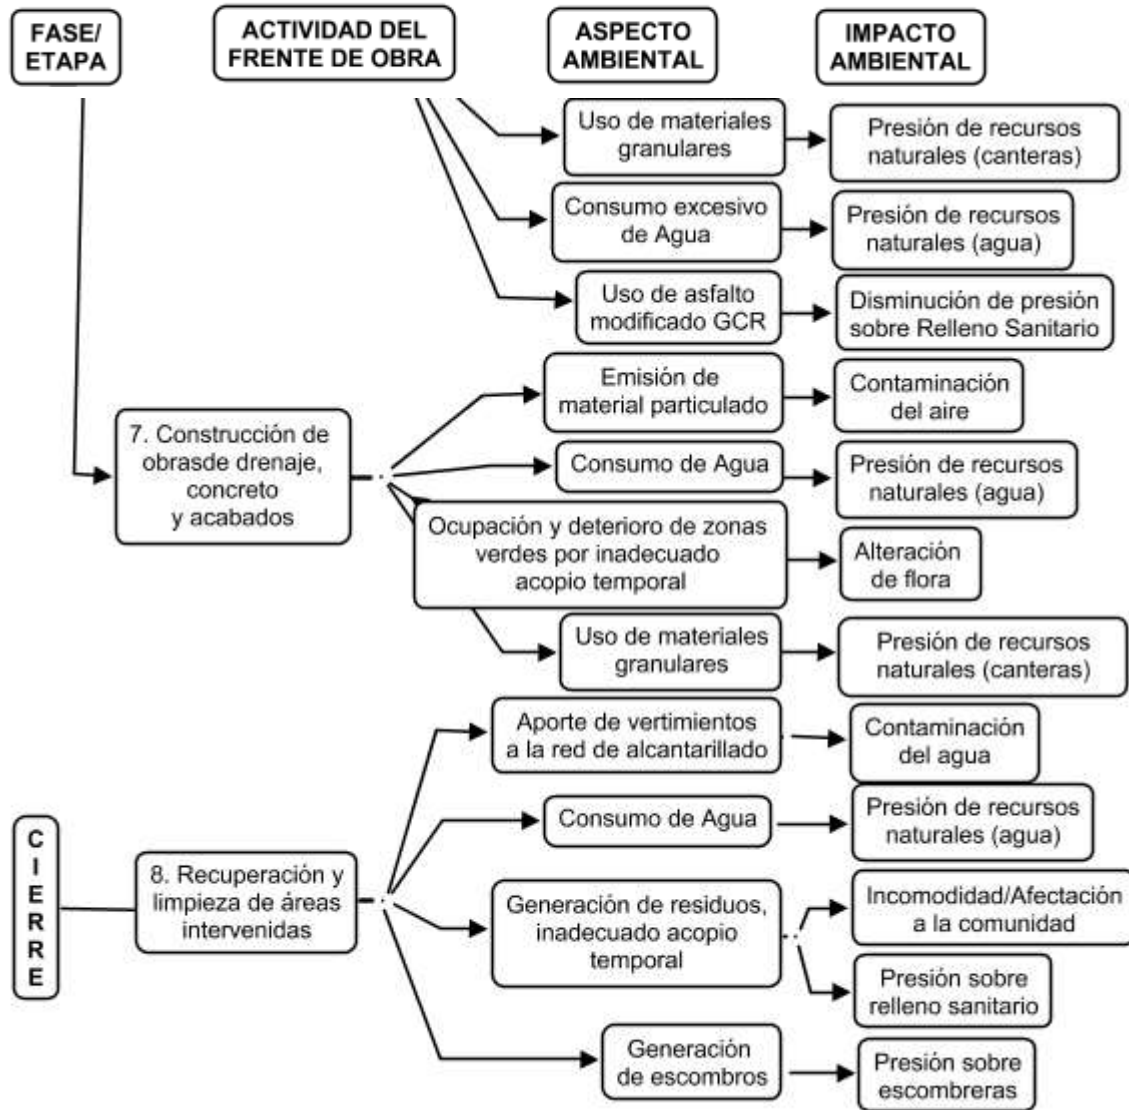 FASE/
ETAPA
ACTIVIDAD DEL
FRENTE DE OBRA
ASPECTO
AMBIENTAL
IMPACTO
AMBIENTAL
Uso de materiales
granulares
Presión de recursos
naturales (canteras)
Consumo excesivo
de Agua
Presión de recursos
naturales (agua)
Uso de asfalto
modificado GCR
Disminución de presión
sobre Relleno Sanitario
7. Construcción de
obrasde drenaje,
concreto
y acabados
Emisión de
material particulado
Contaminación
del aire
Consumo de Agua
Presión de recursos
naturales (agua)
Ocupación y deterioro de zonas
verdes por inadecuado
acopio temporal
Alteración
de flora
Uso de materiales
granulares
Presión de recursos
naturales (canteras)
CIERRE
8. Recuperación y
limpieza de áreas
intervenidas
Aporte de vertimientos
a la red de alcantarillado
Contaminación
del agua
Consumo de Agua
Presión de recursos
naturales (agua)
Generación de residuos,
inadecuado acopio
temporal
Incomodidad/Afectación
a la comunidad
Presión sobre
relleno sanitario
Generación
de escombros
Presión sobre
escombreras